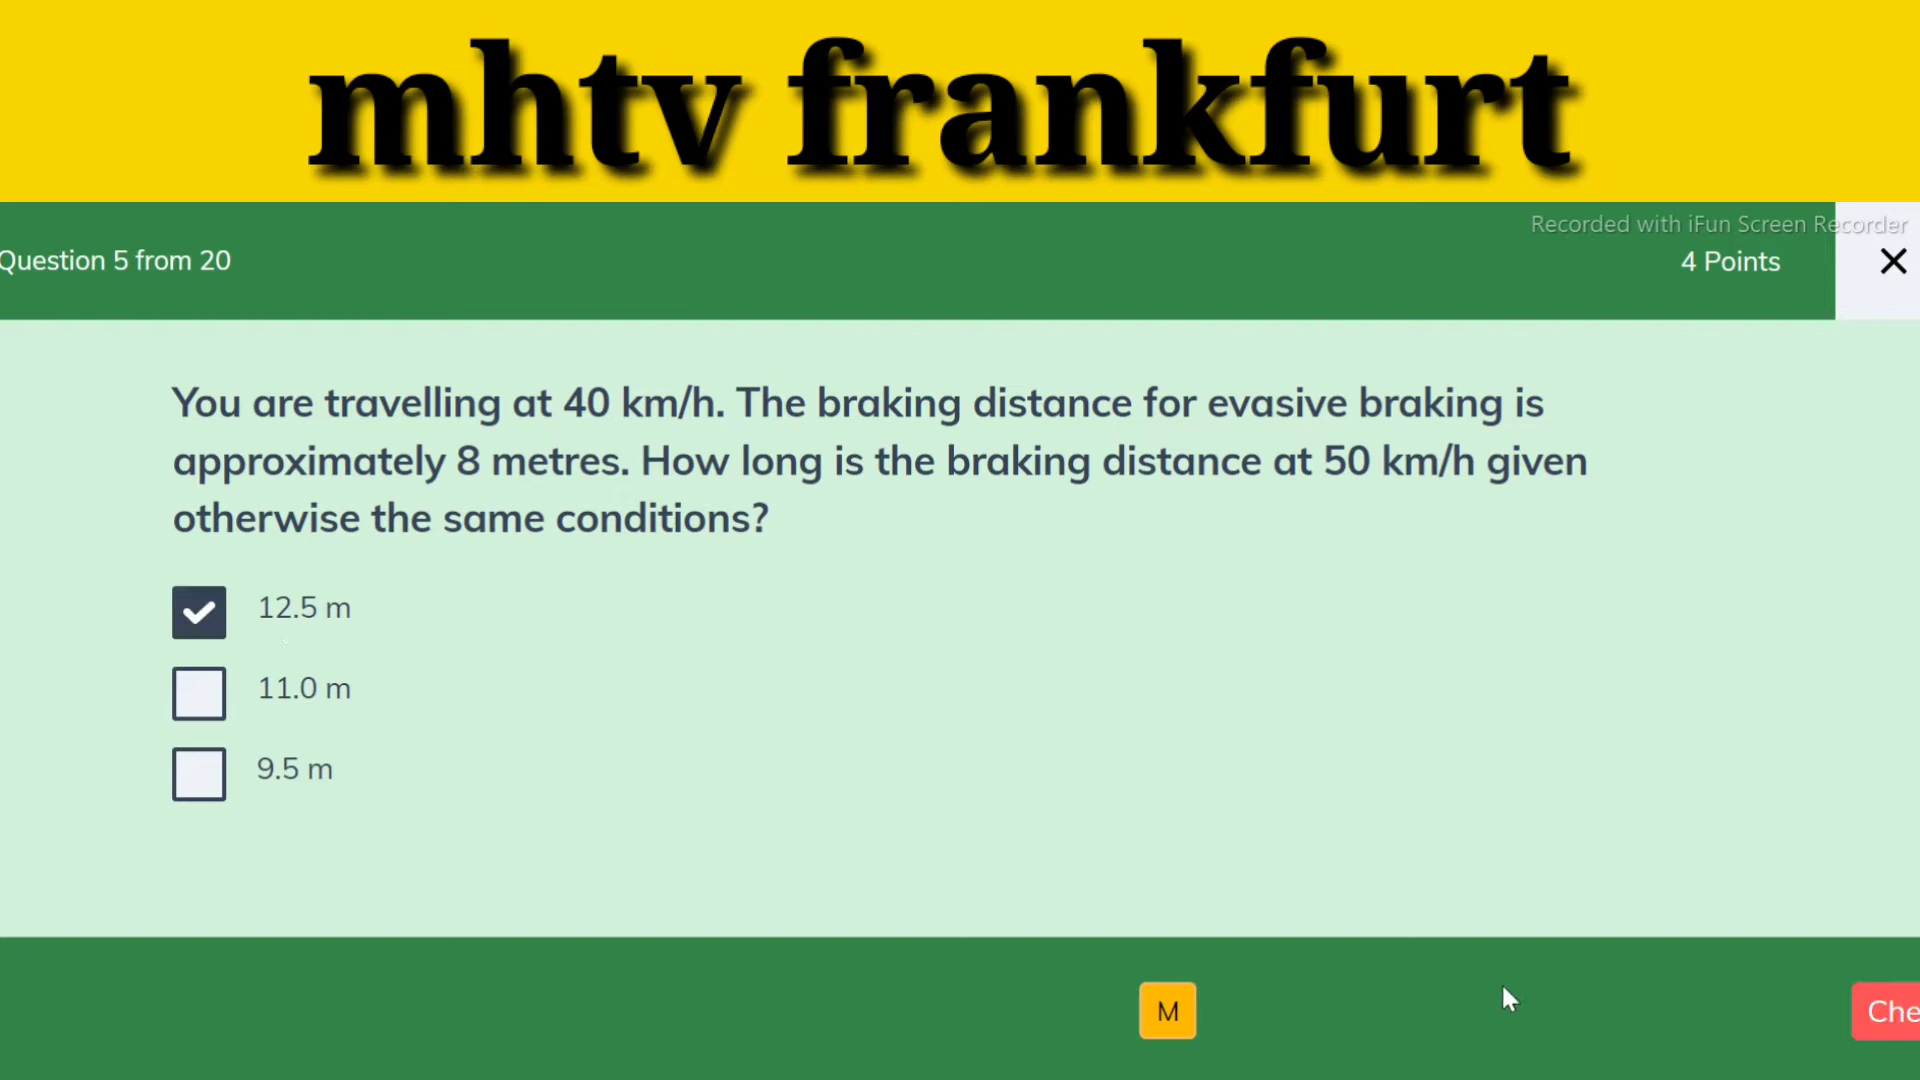 mhtv frankfurt
Recorded with iFun Screen Recorder
Question 5 from 20
4 Points
You are travelling at 40 km/h. The braking distance for evasive braking is
approximately 8 metres. How long is the braking distance at 50 km/h given
otherwise the same conditions?
12.5 m
11.0 m
9.5 m
M
Che